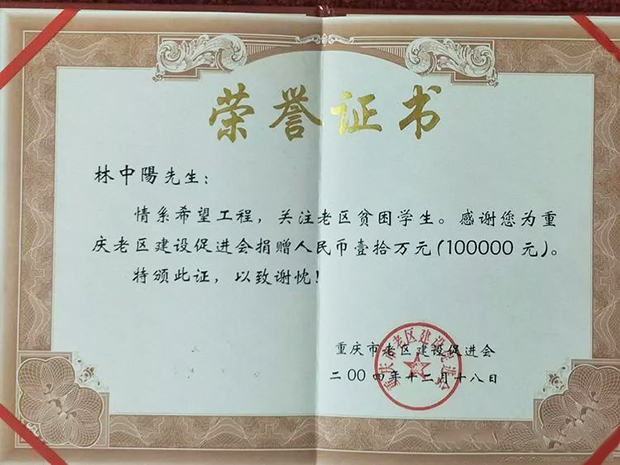 荣誉证书
林中陽先生:
情系希望工程,关注老区贫困学生。感谢您为重
庆老区建设促进会捐赠人民币壹拾万元(100000元)。
特颁此证,以致谢忱!
重庆市老区建设促进会
二00四年十二月十八日